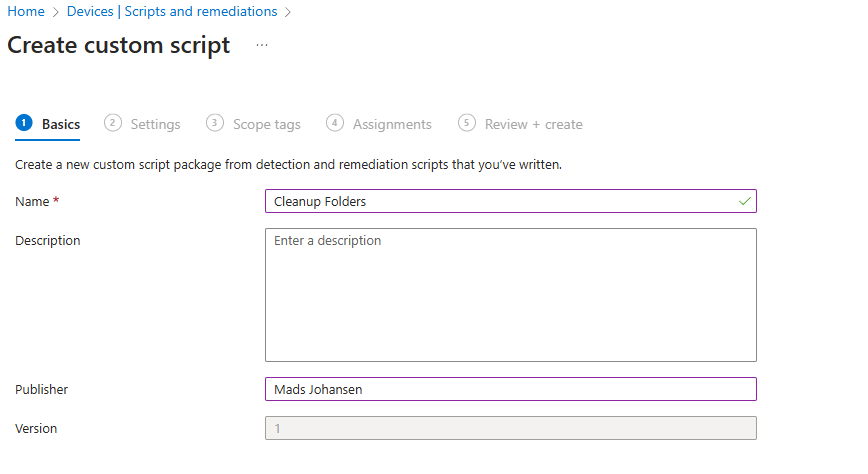 Home > Devices | Scripts and remediations >
Create custom script ...
1 Basics 2 Settings 3 Scope tags 4 Assignments 5 Review + create
Create a new custom script package from detection and remediation scripts that you've written.
Name * Cleanup Folders
Description Enter a description
Publisher Mads Johansen
Version 1